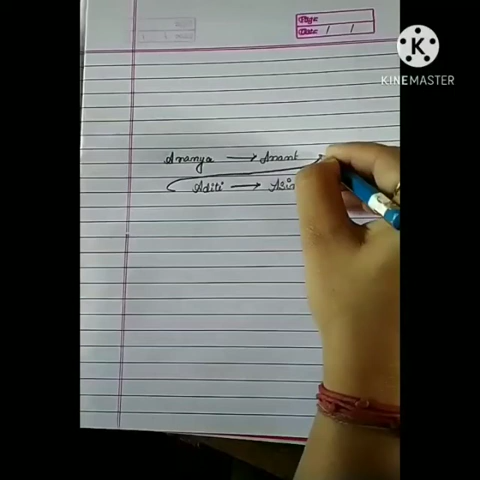 Page:
Date: / /
KINEMASTER
Ananya → Anant
Aditi →